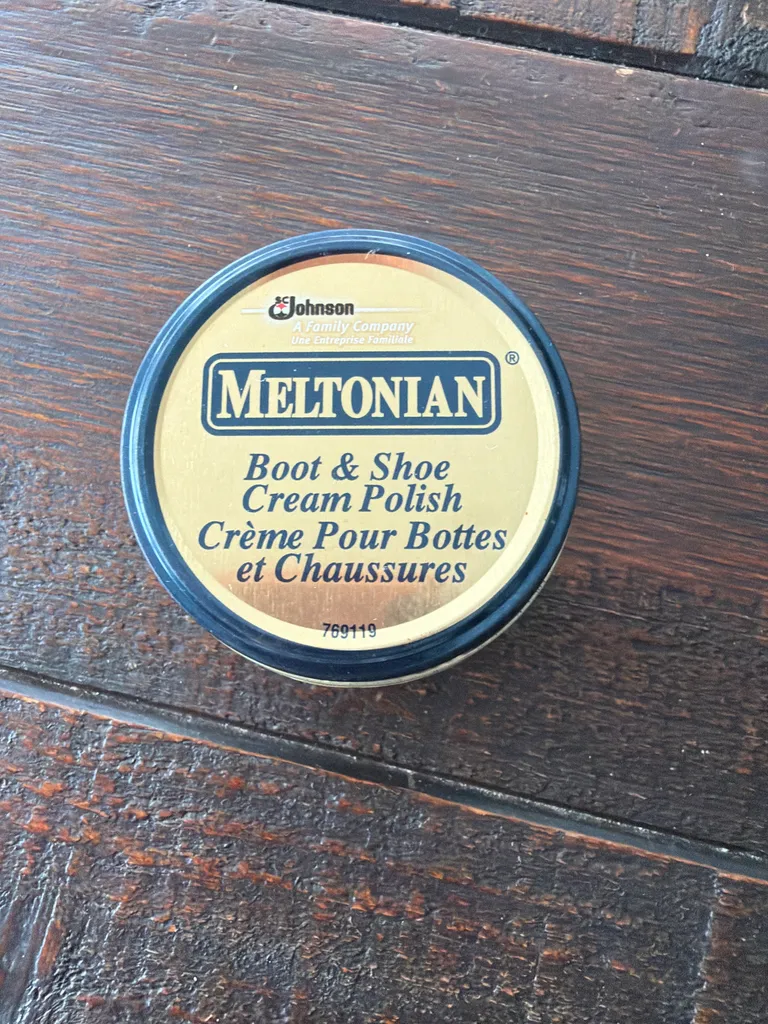 SC Johnson
A Family Company
Une Entreprise Familiale
MELTONIAN®
Boot & Shoe
Cream Polish
Crème Pour Bottes
et Chaussures
769119